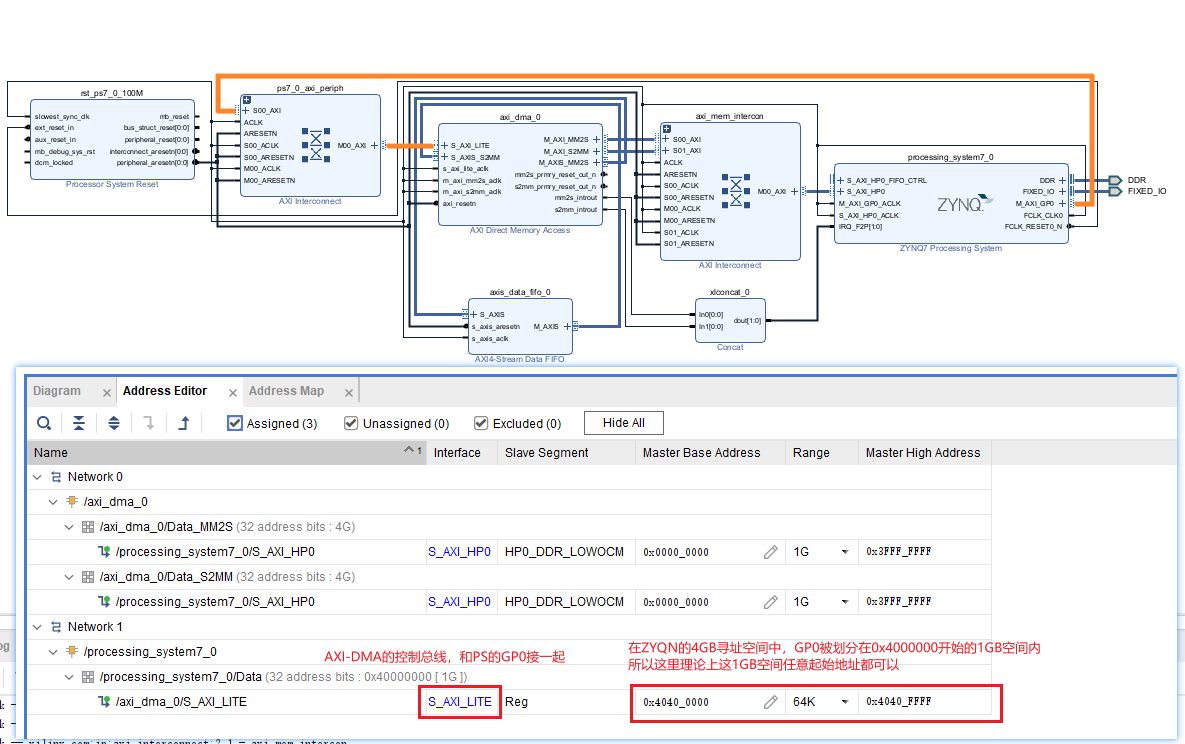 rst_ps7_0_100M
slowest_sync_clk
ext_reset_in
aux_reset_in
mb_debug_sys_rst
dcm_locked
mb_reset
bus_struct_reset[0:0]
peripheral_reset[0:0]
interconnect_aresetn[0:0]
peripheral_aresetn[0:0]
Processor System Reset
ps7_0_axi_periph
S00_AXI
ACLK
ARESETN
S00_ACLK
S00_ARESETN
M00_ACLK
M00_ARESETN
M00_AXI
AXI Interconnect
axi_dma_0
S_AXI_LITE
S_AXIS_S2MM
s_axi_lite_aclk
m_axi_mm2s_aclk
m_axi_s2mm_aclk
axi_resetn
M_AXI_MM2S
M_AXI_S2MM
M_AXIS_MM2S
mm2s_prmry_reset_out_n
s2mm_prmry_reset_out_n
mm2s_introut
s2mm_introut
AXI Direct Memory Access
axi_mem_intercon
S00_AXI
S01_AXI
ACLK
ARESETN
S00_ACLK
S00_ARESETN
M00_ACLK
M00_ARESETN
S01_ACLK
S01_ARESETN
M00_AXI
AXI Interconnect
processing_system7_0
S_AXI_HP0_FIFO_CTRL
S_AXI_HP0
M_AXI_GP0_ACLK
S_AXI_HP0_ACLK
IRQ_F2P[1:0]
ZYNQ
DDR
FIXED_IO
M_AXI_GP0
FCLK_CLK0
FCLK_RESET0_N
ZYNQ7 Processing System
DDR
FIXED_IO
axis_data_fifo_0
S_AXIS
s_axis_aresetn
s_axis_aclk
M_AXIS
AXI4-Stream Data FIFO
xlconcat_0
In0[0:0]
In1[0:0]
dout[1:0]
Concat
Diagram Address Editor Address Map
Assigned (3) Unassigned (0) Excluded (0) Hide All
Name 1 Interface Slave Segment Master Base Address Range Master High Address
Network 0
/axi_dma_0
/axi_dma_0/Data_MM2S (32 address bits : 4G)
/processing_system7_0/S_AXI_HP0 S_AXI_HP0 HP0_DDR_LOWOCM 0x0000_0000 1G 0x3FFF_FFFF
/axi_dma_0/Data_S2MM (32 address bits : 4G)
/processing_system7_0/S_AXI_HP0 S_AXI_HP0 HP0_DDR_LOWOCM 0x0000_0000 1G 0x3FFF_FFFF
Network 1
/processing_system7_0
AXI-DMA的控制总线，和PS的GP0接一起
在ZYQN的4GB寻址空间中，GP0被划分在0x4000000开始的1GB空间内
所以这里理论上这1GB空间任意起始地址都可以
/processing_system7_0/Data (32 address bits : 0x40000000 [ 1G ])
/axi_dma_0/S_AXI_LITE S_AXI_LITE Reg 0x4040_0000 64K 0x4040_FFFF